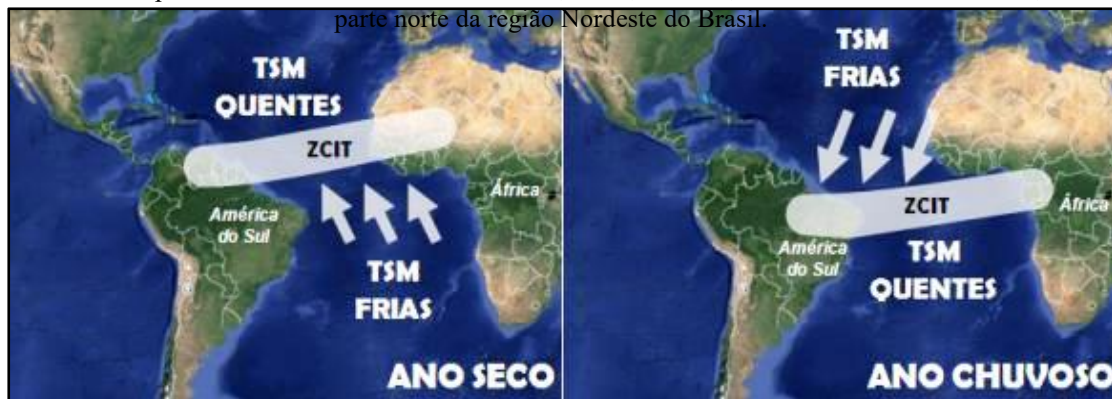 parte norte da região Nordeste do Brasil.
TSM
QUENTES
ZCIT
América
do Sul
África
TSM
FRIAS
ANO SECO
TSM
FRIAS
ZCIT
África
América
do Sul
TSM
QUENTES
ANO CHUVOSO